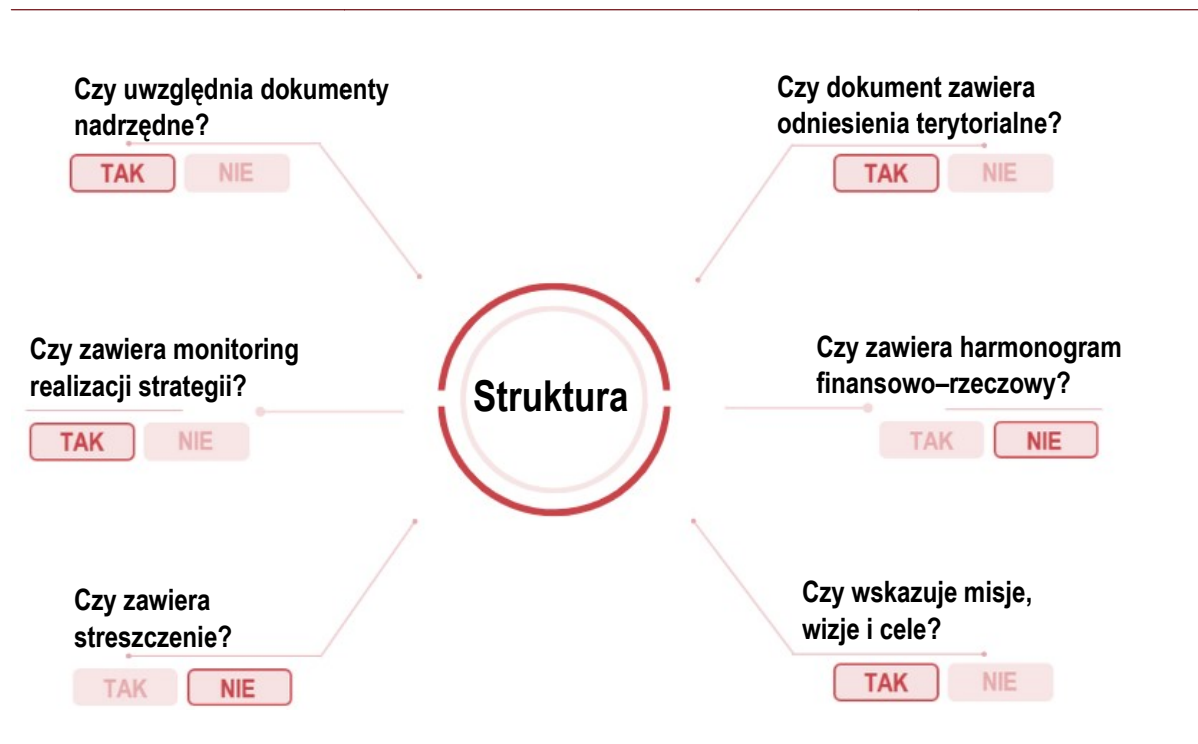 Czy uwzględnia dokumenty
nadrzędne?
TAK NIE
Czy dokument zawiera
odniesienia terytorialne?
TAK NIE
Czy zawiera monitoring
realizacji strategii?
TAK NIE
Struktura
Czy zawiera harmonogram
finansowo–rzeczowy?
TAK NIE
Czy zawiera
streszczenie?
TAK NIE
Czy wskazuje misje,
wizje i cele?
TAK NIE